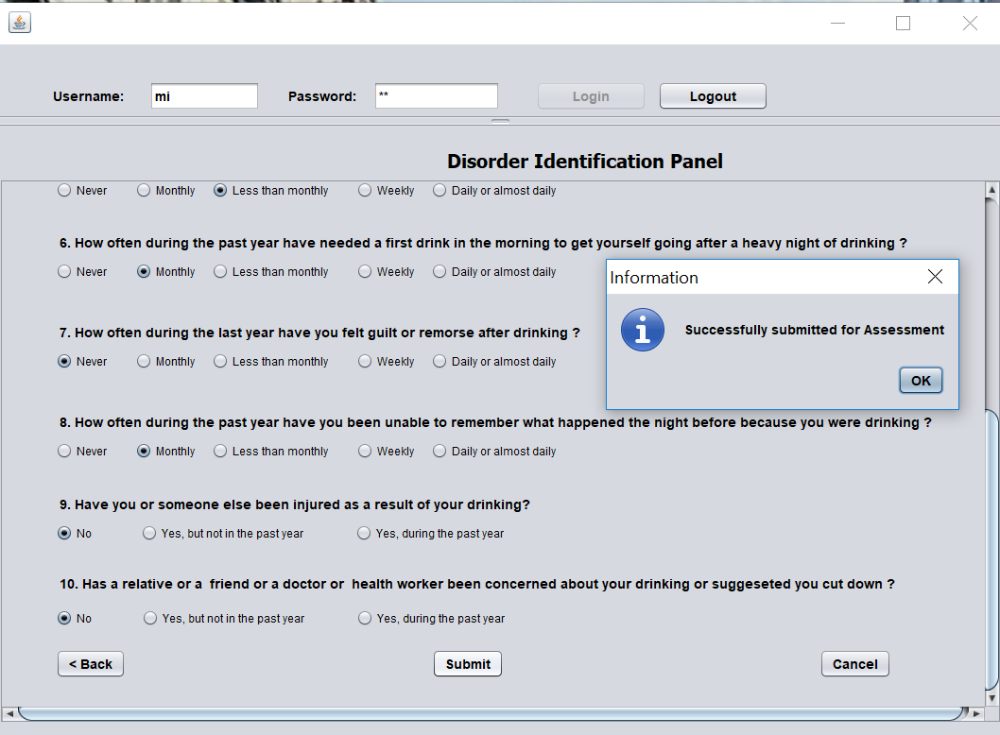 Username: mi Password: ** Login Logout
Disorder Identification Panel
Never Monthly Less than monthly Weekly Daily or almost daily
6. How often during the past year have needed a first drink in the morning to get yourself going after a heavy night of drinking ?
Never Monthly Less than monthly Weekly Daily or almost daily
Information
Successfully submitted for Assessment
OK
7. How often during the last year have you felt guilt or remorse after drinking ?
Never Monthly Less than monthly Weekly Daily or almost daily
8. How often during the past year have you been unable to remember what happened the night before because you were drinking ?
Never Monthly Less than monthly Weekly Daily or almost daily
9. Have you or someone else been injured as a result of your drinking?
No Yes, but not in the past year Yes, during the past year
10. Has a relative or a  friend or a doctor or  health worker been concerned about your drinking or suggeseted you cut down ?
No Yes, but not in the past year Yes, during the past year
< Back Submit Cancel